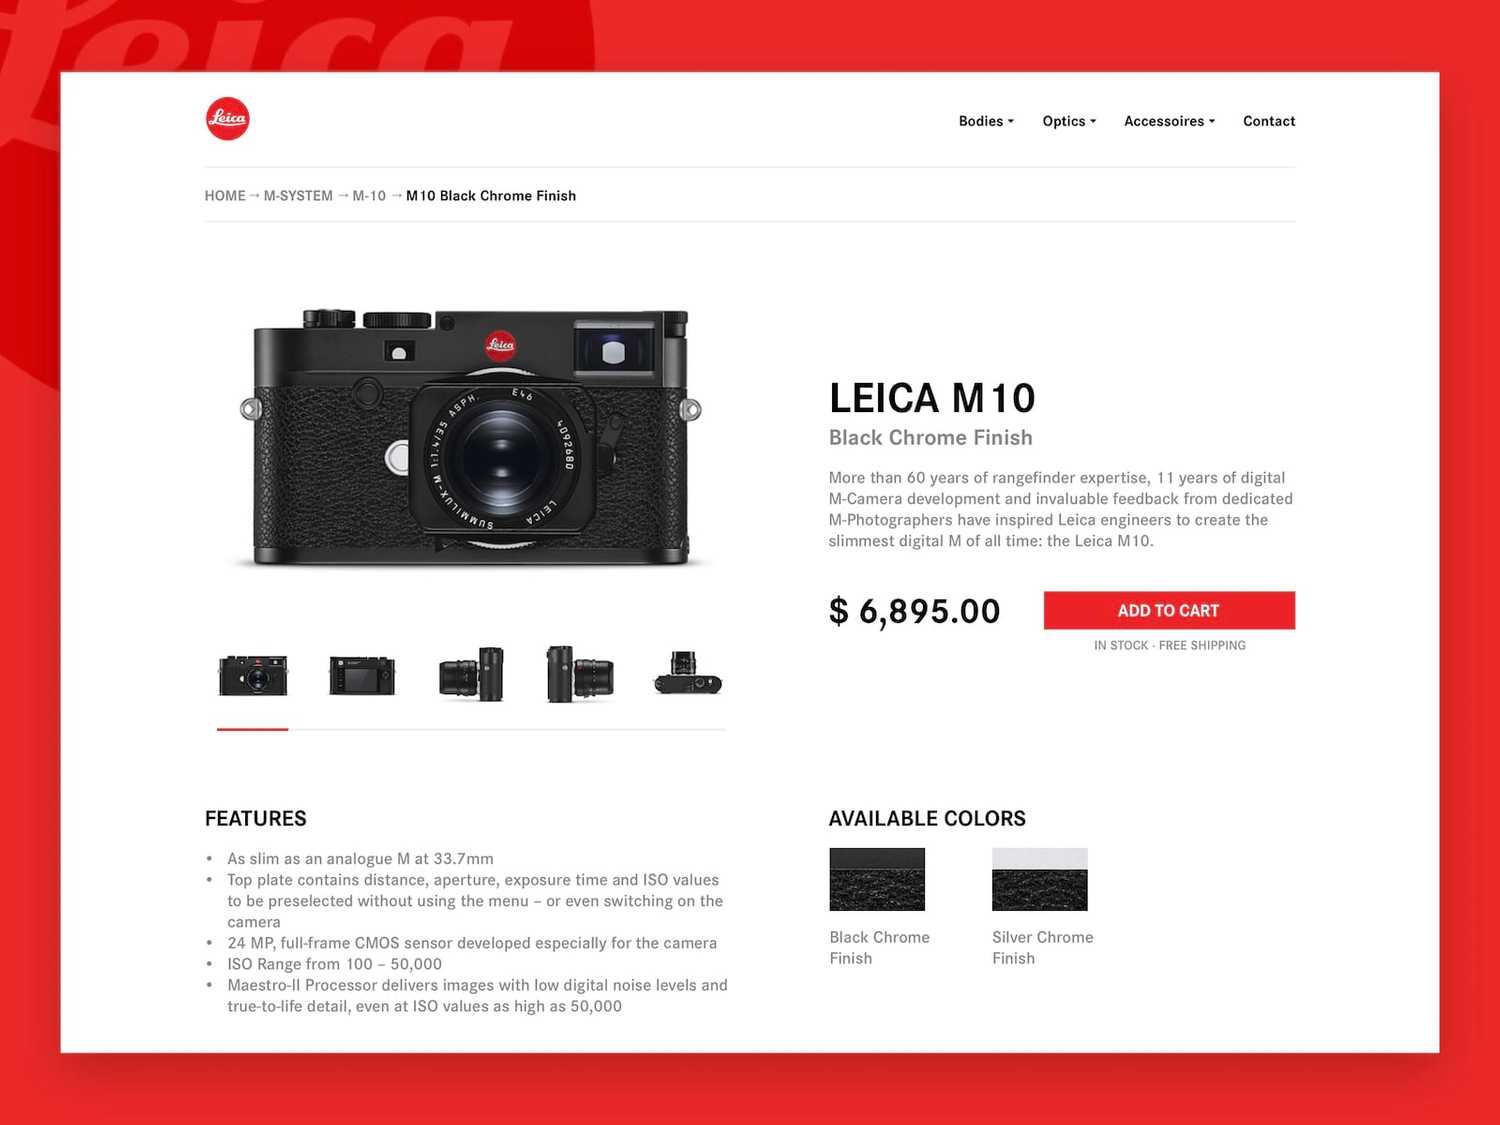 Leica
Leica
Bodies
Optics
Accessoires
Contact
HOME → M-SYSTEM → M-10 → M10 Black Chrome Finish
Leica
SUMMILUX-M 1:1.4/35 ASPH. E46 4092680 LEICA
LEICA M10
Black Chrome Finish
More than 60 years of rangefinder expertise, 11 years of digital
M-Camera development and invaluable feedback from dedicated
M-Photographers have inspired Leica engineers to create the
slimmest digital M of all time: the Leica M10.
$ 6,895.00
ADD TO CART
IN STOCK - FREE SHIPPING
FEATURES
• As slim as an analogue M at 33.7mm
• Top plate contains distance, aperture, exposure time and ISO values
to be preselected without using the menu – or even switching on the
camera
• 24 MP, full-frame CMOS sensor developed especially for the camera
• ISO Range from 100 – 50,000
• Maestro-II Processor delivers images with low digital noise levels and
true-to-life detail, even at ISO values as high as 50,000
AVAILABLE COLORS
Black Chrome
Finish
Silver Chrome
Finish